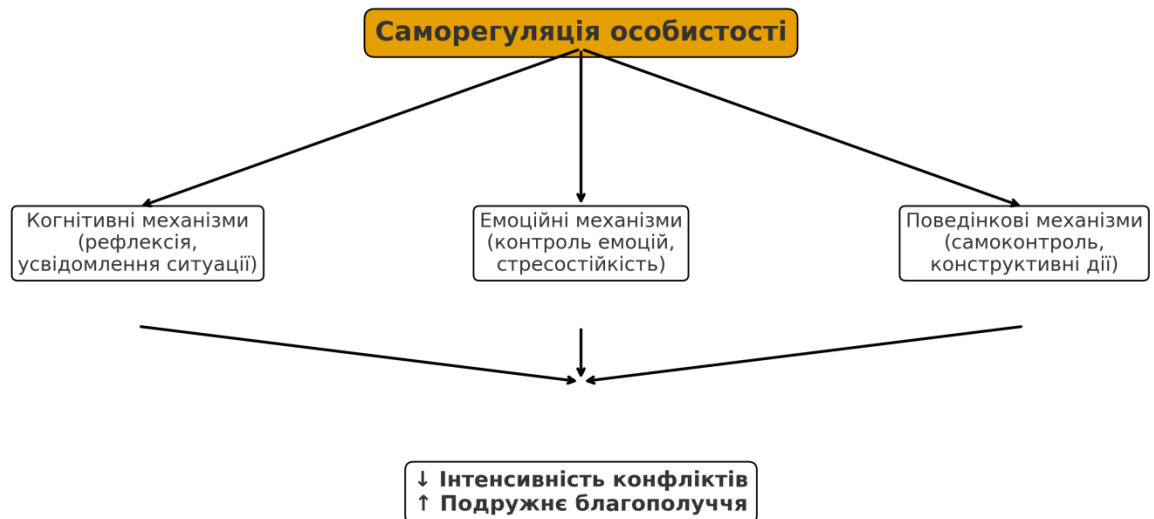 Саморегуляція особистості
Когнітивні механізми
(рефлексія,
усвідомлення ситуації)
Емоційні механізми
(контроль емоцій,
стресостійкість)
Поведінкові механізми
(самоконтроль,
конструктивні дії)
↓ Інтенсивність конфліктів
↑ Подружнє благополуччя